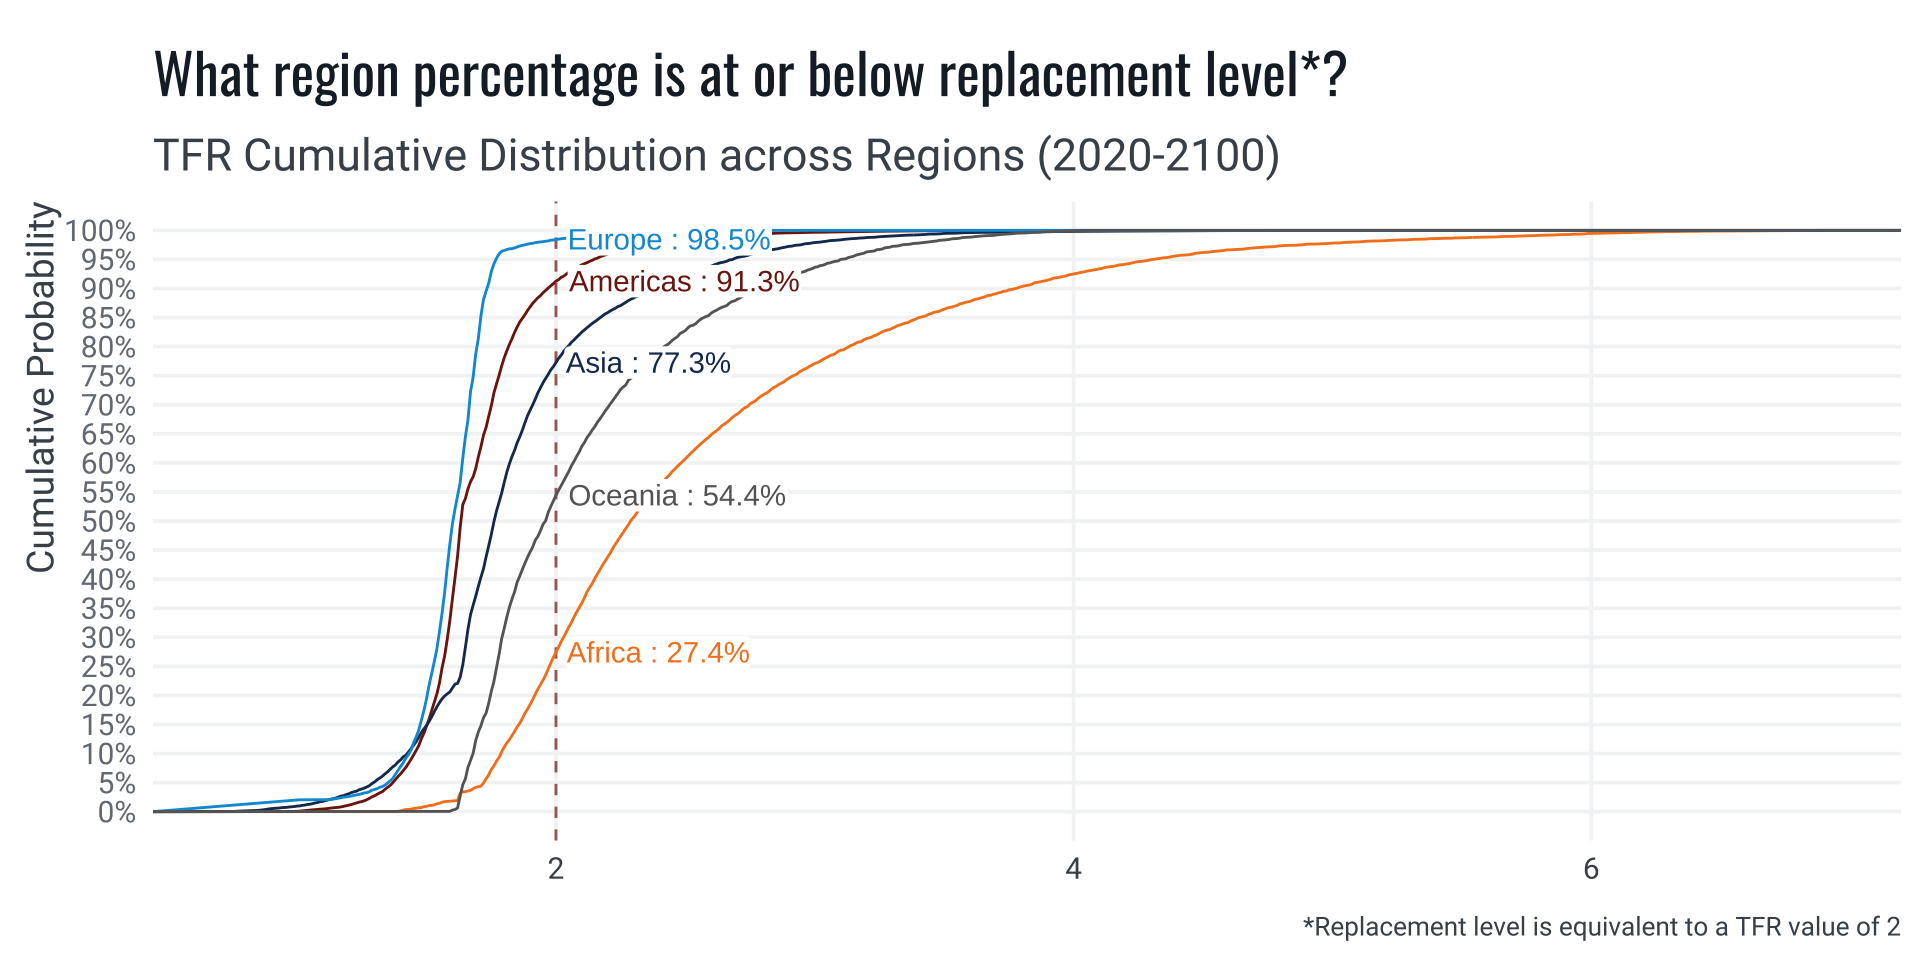 What region percentage is at or below replacement level*?
TFR Cumulative Distribution across Regions (2020-2100)
Cumulative Probability
100%
95%
90%
85%
80%
75%
70%
65%
60%
55%
50%
45%
40%
35%
30%
25%
20%
15%
10%
5%
0%
Europe : 98.5%
Americas : 91.3%
Asia : 77.3%
Oceania : 54.4%
Africa : 27.4%
2
4
6
*Replacement level is equivalent to a TFR value of 2